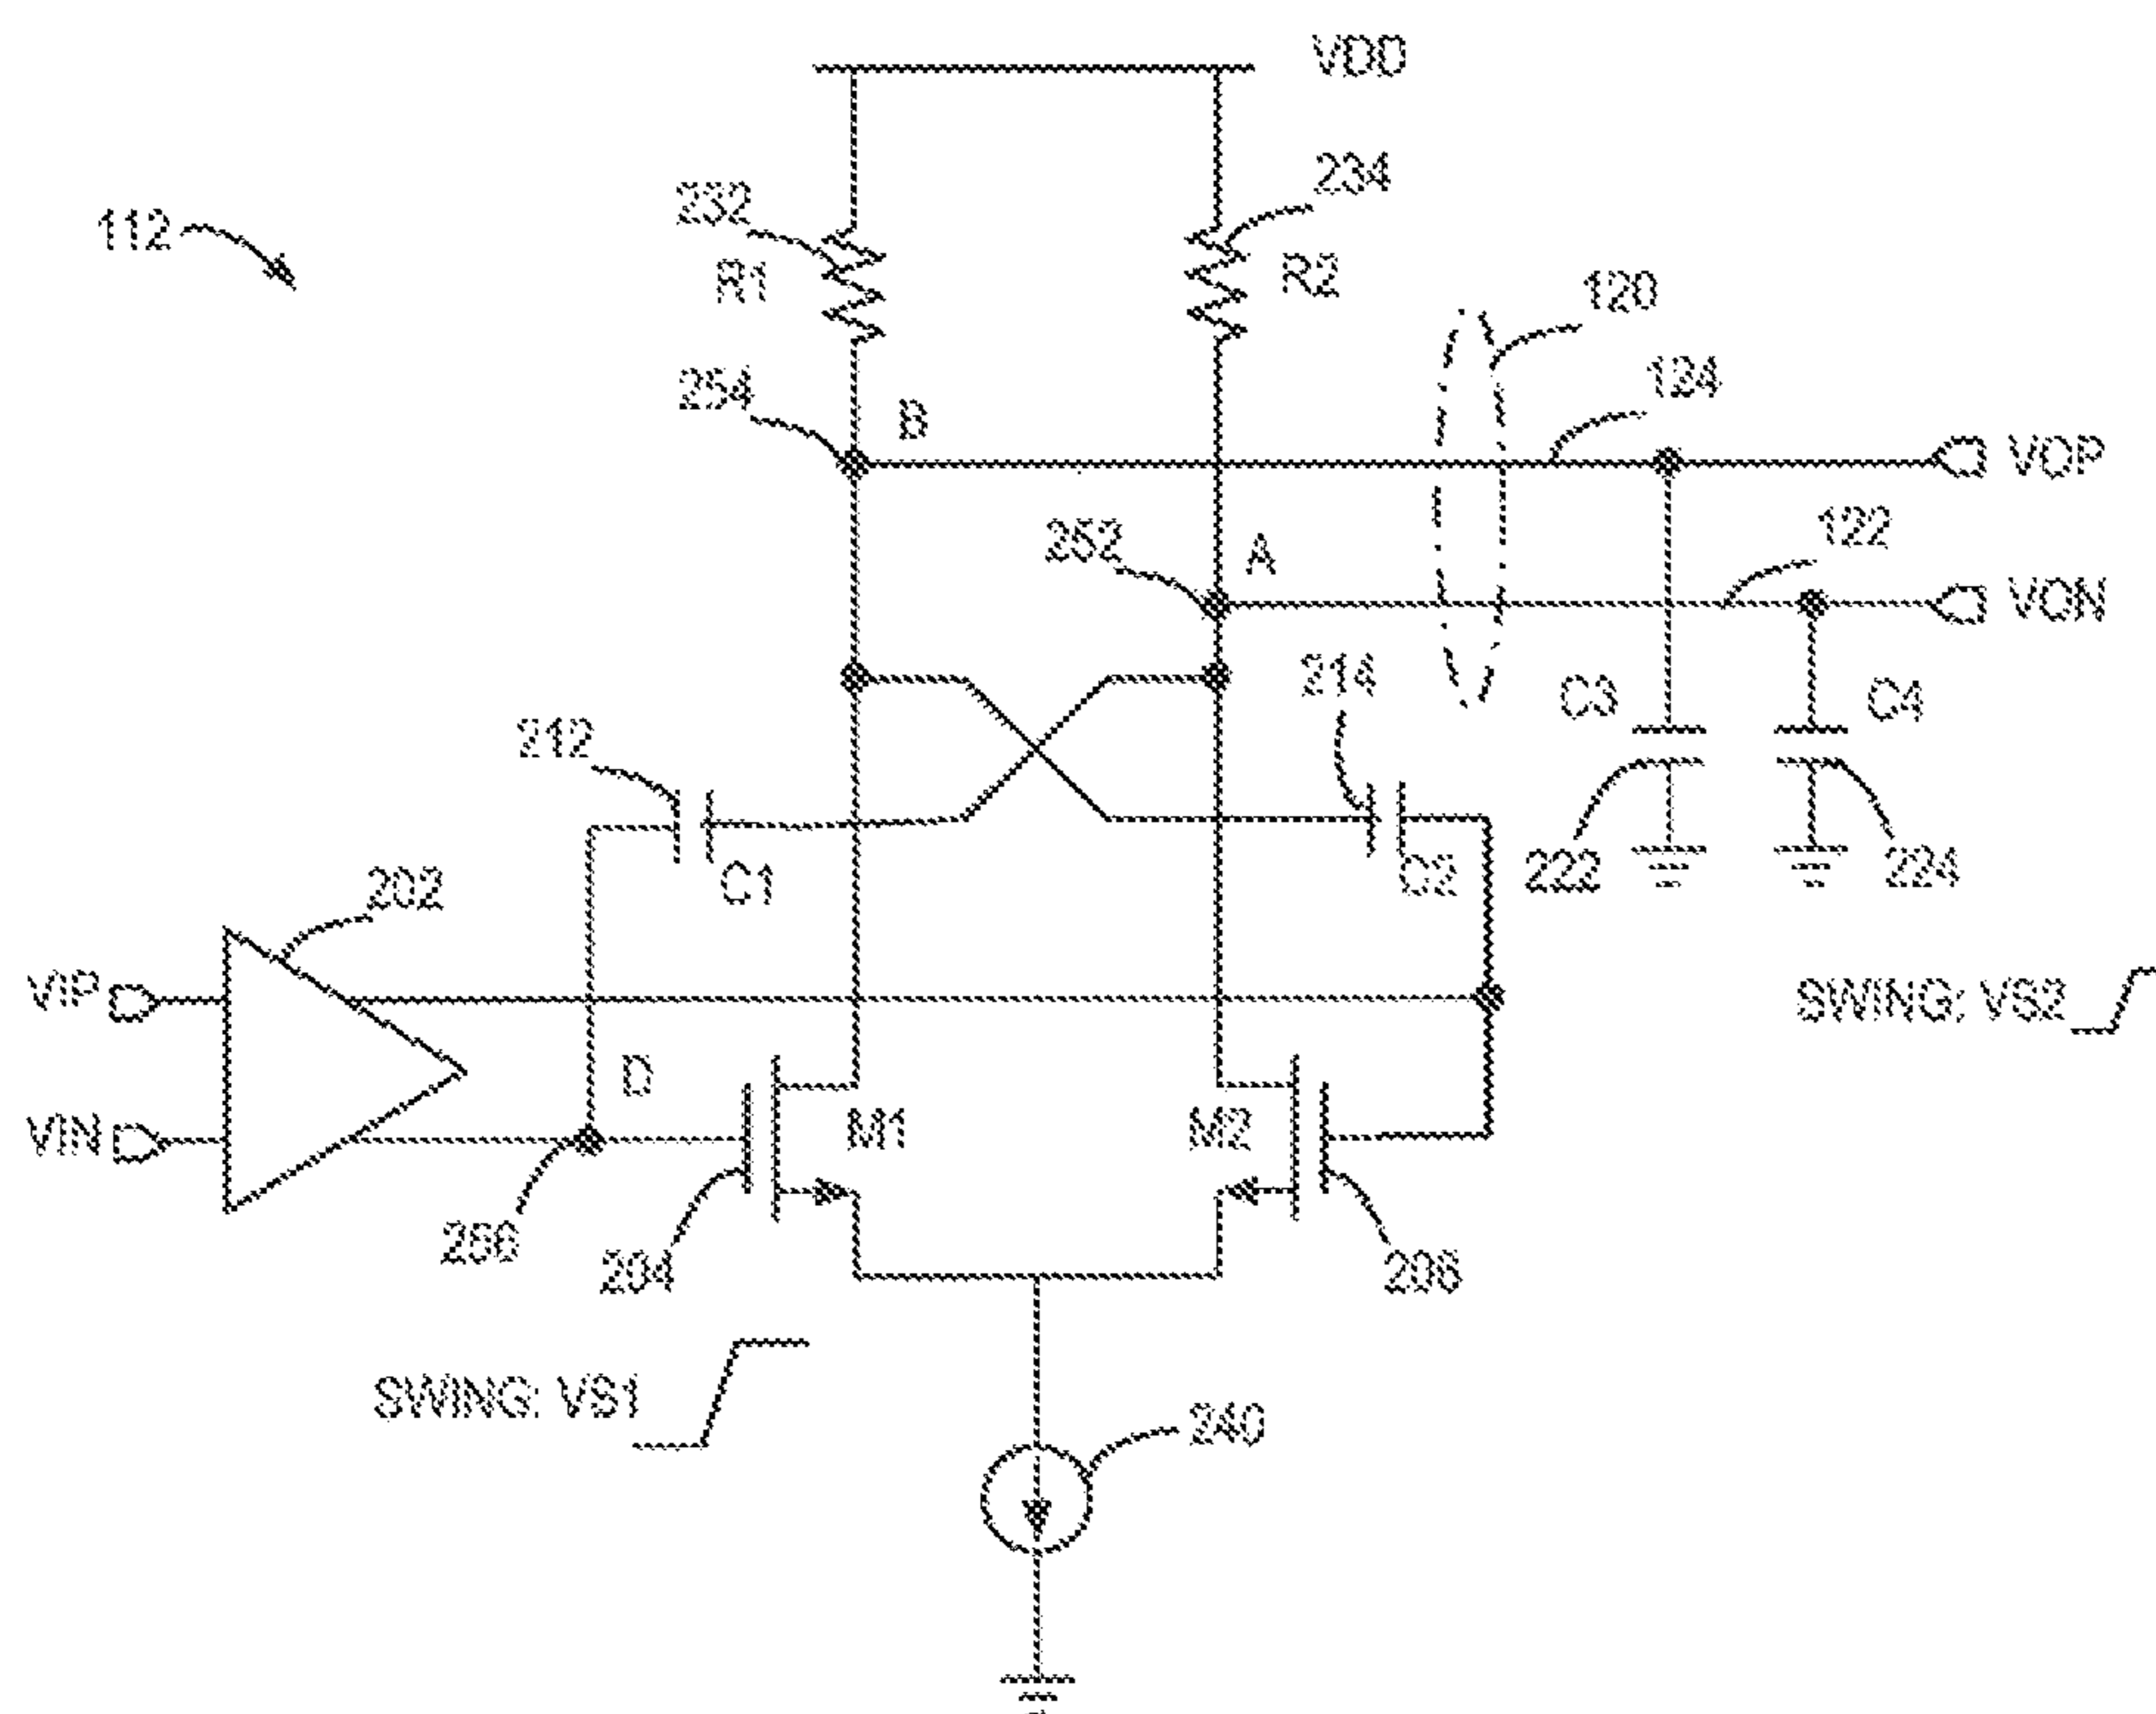 VDD
234
232
112
R1
R2
120
254
124
B
VOP
252
A
122
VON
214
C3
C4
212
C1
C2
222
224
202
VIP
SWING: VS2
D
M1
M2
VIN
256
204
206
SWING: VS1
240